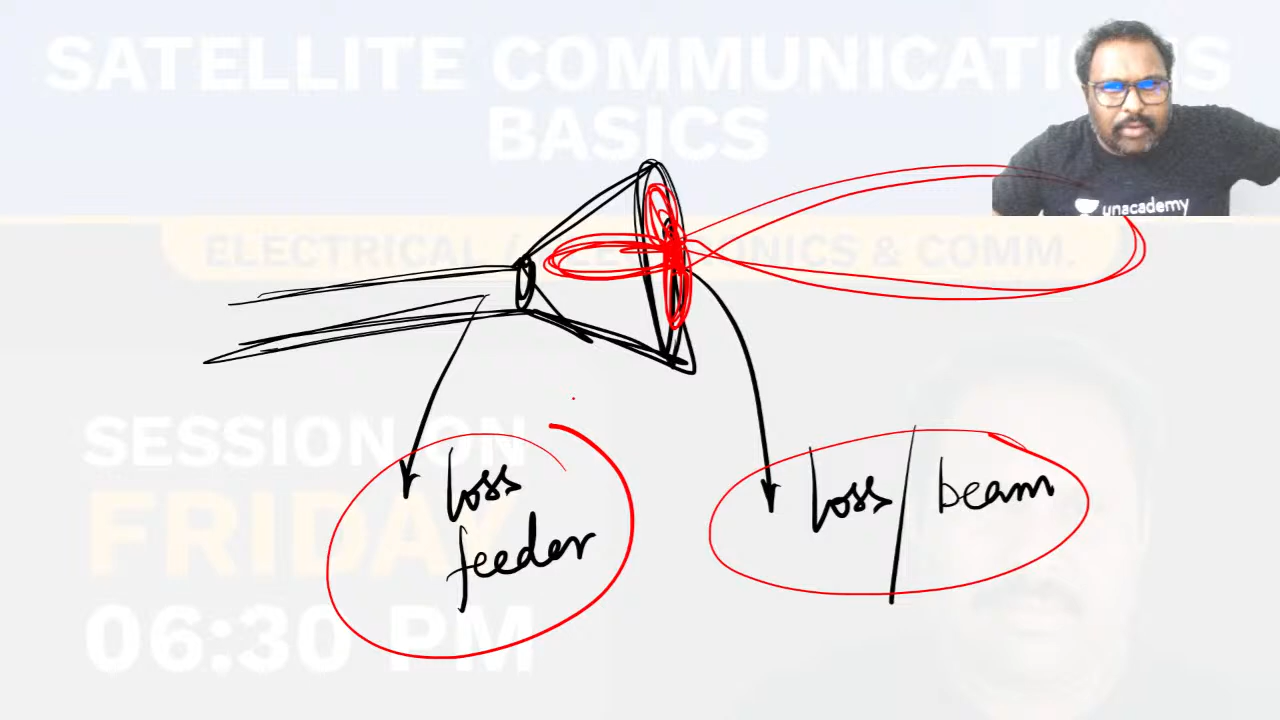 SATELLITE COMMUNICATIONS
BASICS
unacademy
ELECTRICAL / ELECTRONICS & COMM.
SESSION ON
FRIDAY
06:30 PM
loss
feeder
loss / beam